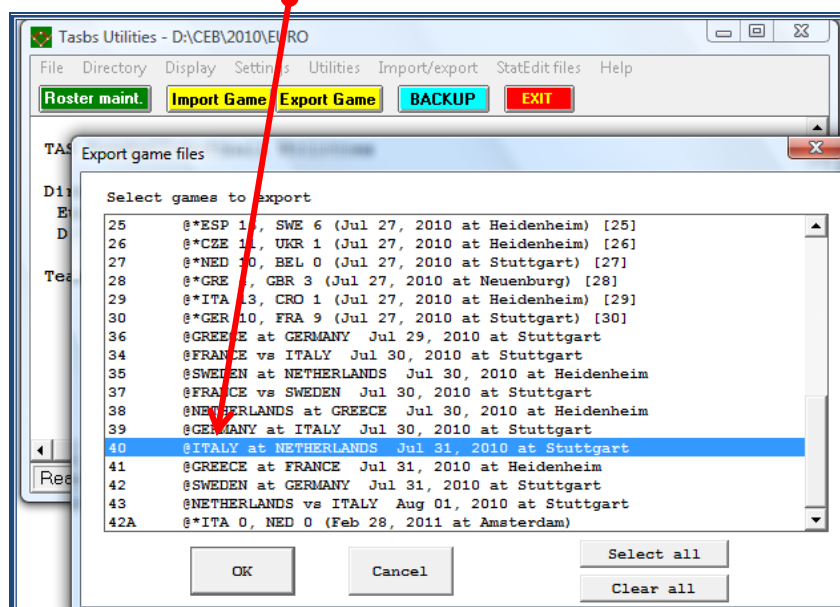 Tasbs Utilities - D:\CEB\2010\EURO
File Directory Display Settings Utilities Import/export StatEdit files Help
Roster maint. Import Game Export Game BACKUP EXIT
Export game files
Select games to export
25 @*ESP 16, SWE 6 (Jul 27, 2010 at Heidenheim) [25]
26 @*CZE 11, UKR 1 (Jul 27, 2010 at Heidenheim) [26]
27 @*NED 10, BEL 0 (Jul 27, 2010 at Stuttgart) [27]
28 @*GRE , GBR 3 (Jul 27, 2010 at Neuenburg) [28]
29 @*ITA 13, CRO 1 (Jul 27, 2010 at Heidenheim) [29]
30 @*GER 10, FRA 9 (Jul 27, 2010 at Stuttgart) [30]
36 @GREECE at GERMANY Jul 29, 2010 at Stuttgart
34 @FRANCE vs ITALY Jul 30, 2010 at Stuttgart
35 @SWEDEN at NETHERLANDS Jul 30, 2010 at Heidenheim
37 @FRANCE vs SWEDEN Jul 30, 2010 at Stuttgart
38 @NETHERLANDS at GREECE Jul 30, 2010 at Heidenheim
39 @GERMANY at ITALY Jul 30, 2010 at Stuttgart
40 @ITALY at NETHERLANDS Jul 31, 2010 at Stuttgart
41 @GREECE at FRANCE Jul 31, 2010 at Heidenheim
42 @SWEDEN at GERMANY Jul 31, 2010 at Stuttgart
43 @NETHERLANDS vs ITALY Aug 01, 2010 at Stuttgart
42A @*ITA 0, NED 0 (Feb 28, 2011 at Amsterdam)
OK Cancel Select all
Clear all